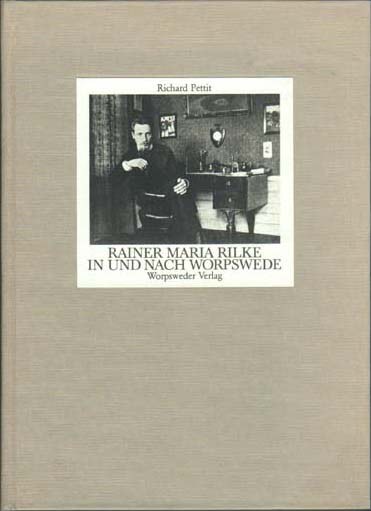 Richard Pettit
RAINER MARIA RILKE
IN UND NACH WORPSWEDE
Worpsweder Verlag